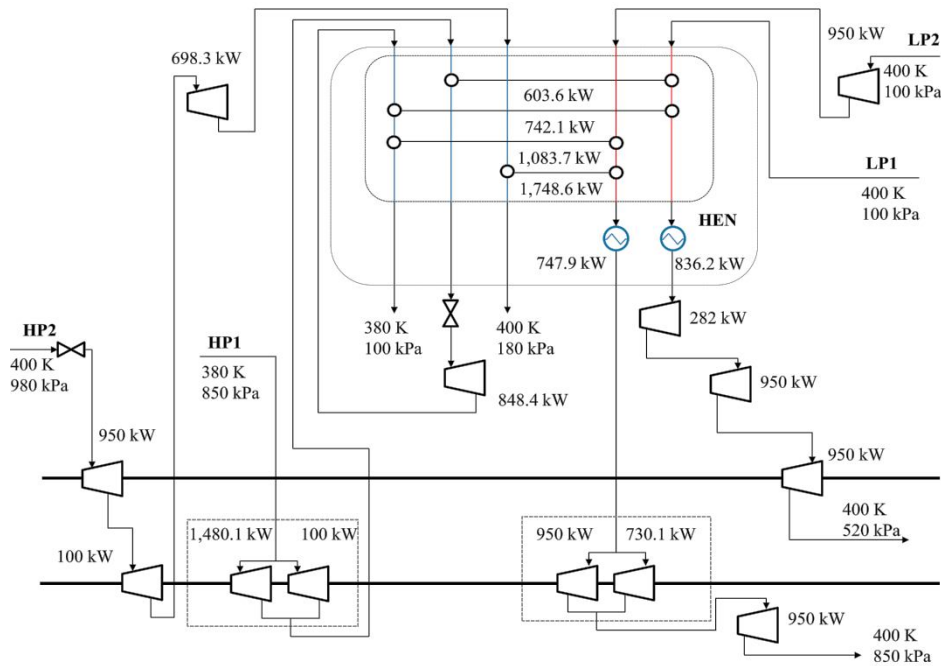 698.3 kW
950 kW
LP2
400 K
100 kPa
603.6 kW
742.1 kW
1,083.7 kW
1,748.6 kW
LP1
400 K
100 kPa
HEN
747.9 kW
836.2 kW
HP2
400 K
980 kPa
HP1
380 K
850 kPa
380 K
100 kPa
400 K
180 kPa
282 kW
848.4 kW
950 kW
950 kW
950 kW
400 K
520 kPa
100 kW
1,480.1 kW
100 kW
950 kW
730.1 kW
950 kW
400 K
850 kPa